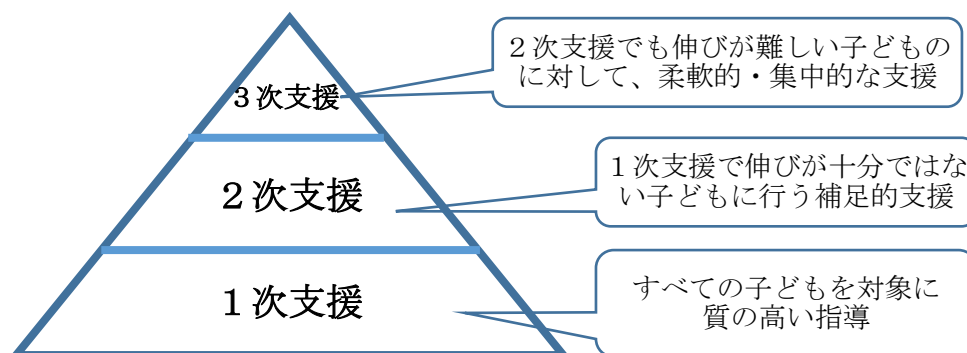 ３次支援
２次支援でも伸びが難しい子どもの
に対して、柔軟的・集中的な支援
２次支援
１次支援で伸びが十分ではな
い子どもに行う補足的支援
１次支援
すべての子どもを対象に
質の高い指導